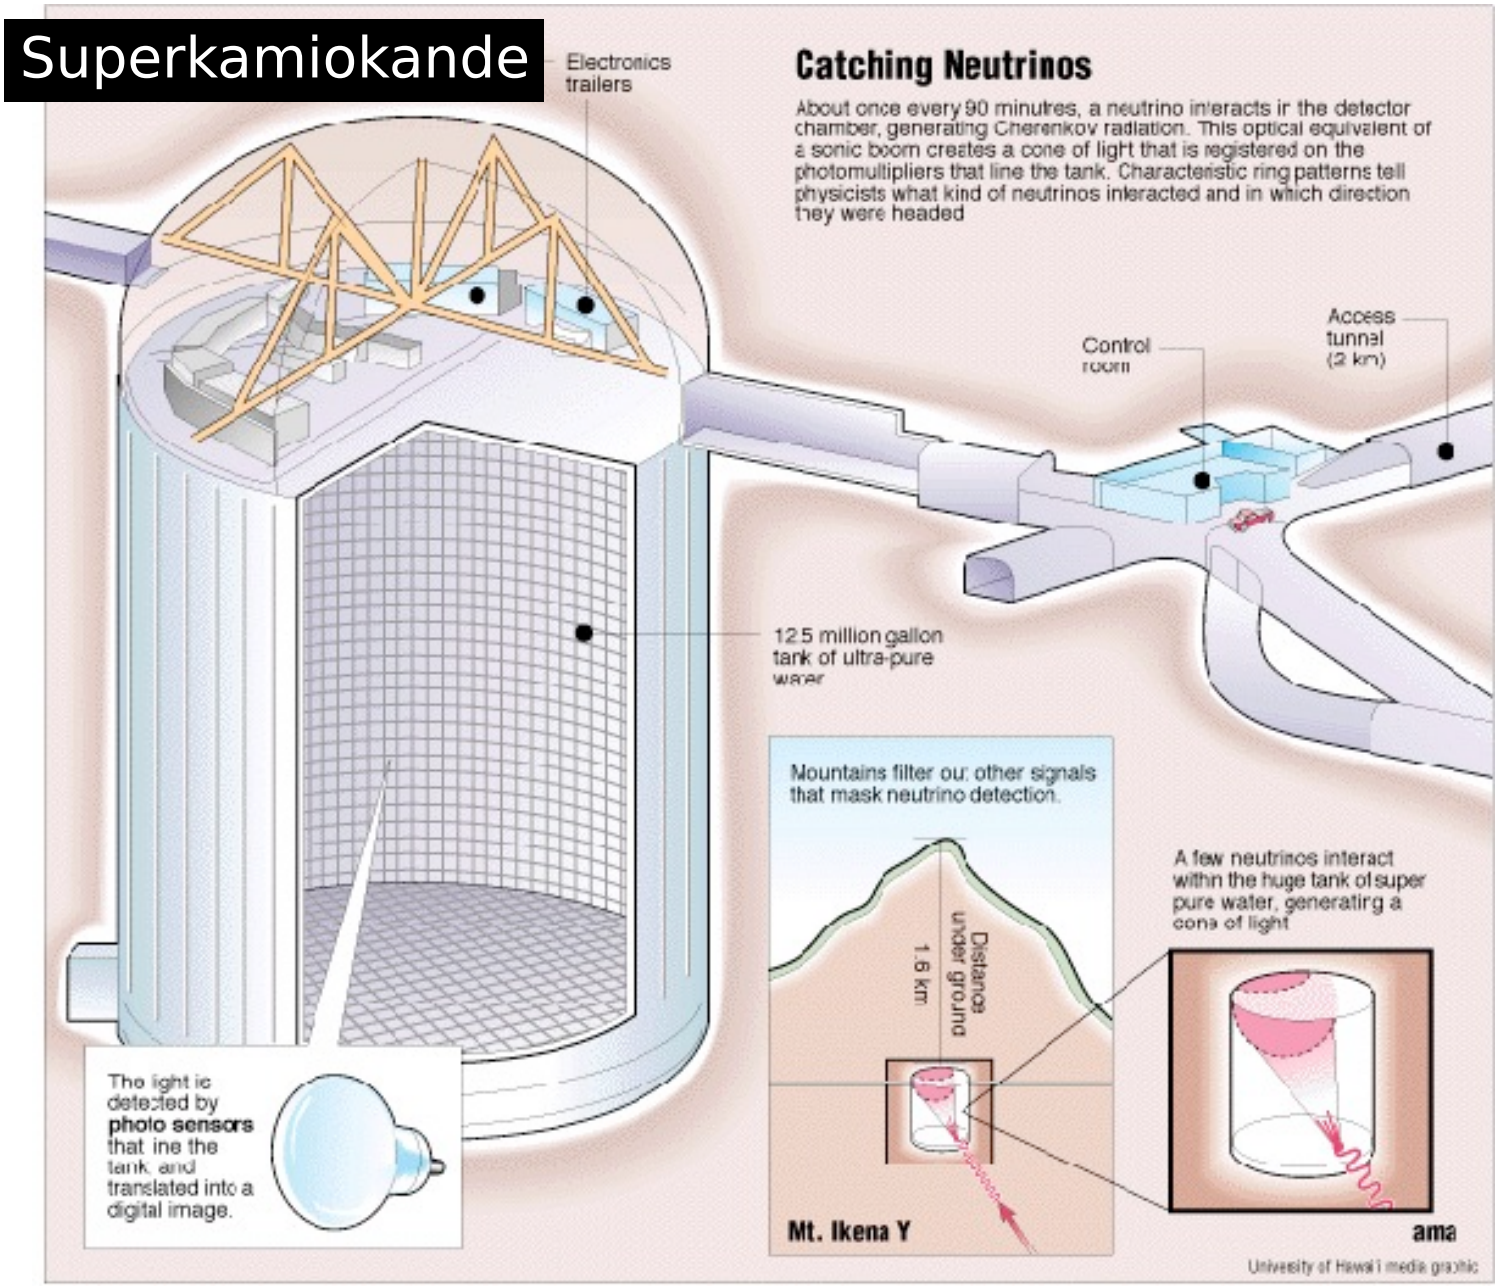 Superkamiokande
Electronics
trailers
Catching Neutrinos
About once every 90 minutes, a neutrino interacts in the detector
chamber, generating Cherenkov radiation. This optical equivalent of
a sonic boom creates a cone of light that is registered on the
photomultipliers that line the tank. Characteristic ring patterns tell
physicists what kind of neutrinos interacted and in which direction
they were headed
Access
tunnel
(2 km)
Control
room
12.5 million gallon
tank of ultra-pure
water
Mountains filter out other signals
that mask neutrino detection.
Distance
under ground
1.6 km
Mt. Ikena Y
A few neutrinos interact
within the huge tank of super
pure water, generating a
cone of light
ama
The light is
detected by
photo sensors
that line the
tank and
translated into a
digital image.
University of Hawai'i media graphic